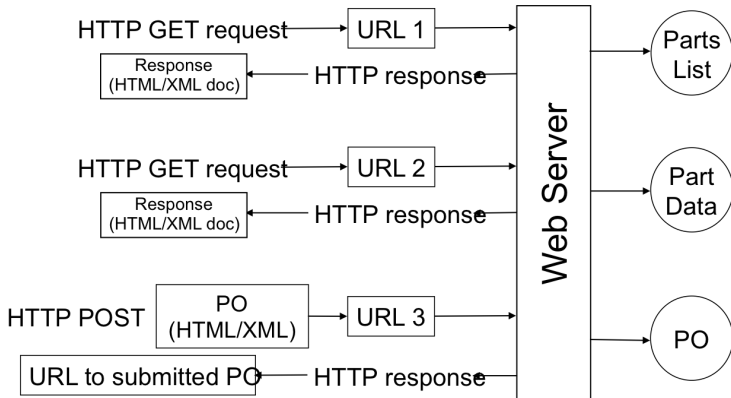 HTTP GET request
URL 1
Response
(HTML/XML doc)
HTTP response
HTTP GET request
URL 2
Response
(HTML/XML doc)
HTTP response
HTTP POST
PO
(HTML/XML)
URL 3
URL to submitted PO
HTTP response
Web Server
Parts
List
Part
Data
PO